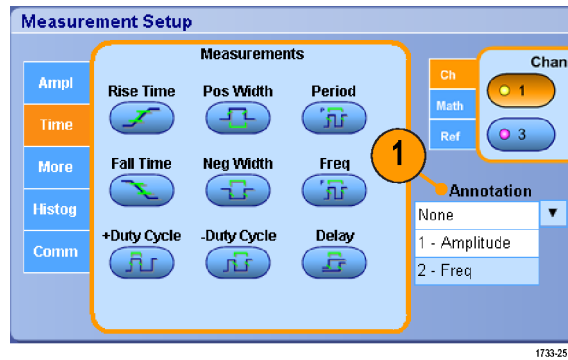 Measurement Setup
Ampl
Time
More
Histog
Comm
Measurements
Rise Time Pos Width Period
Fall Time Neg Width Freq
+Duty Cycle -Duty Cycle Delay
Chan
Ch
Math
Ref
1
3
1
Annotation
None
1 - Amplitude
2 - Freq
1733-25